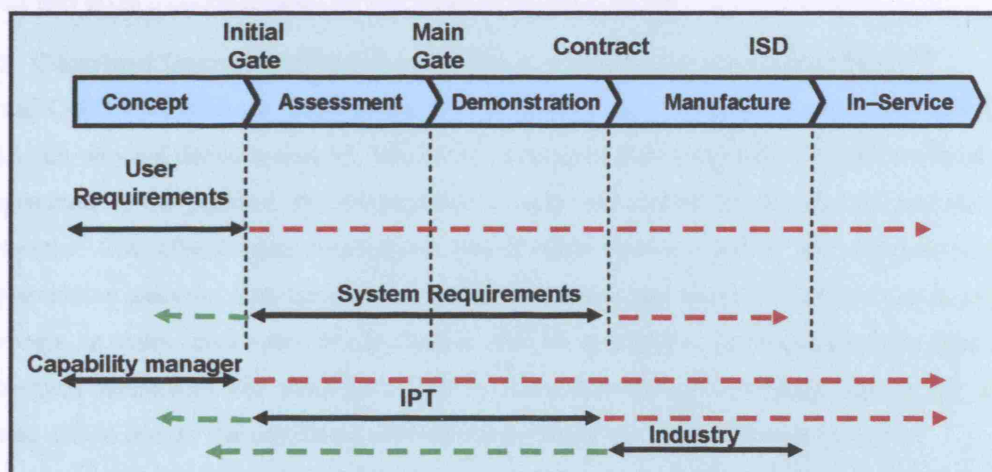 Initial Gate
Main Gate
Contract
ISD
Concept
Assessment
Demonstration
Manufacture
In–Service
User
Requirements
System Requirements
Capability manager
IPT
Industry